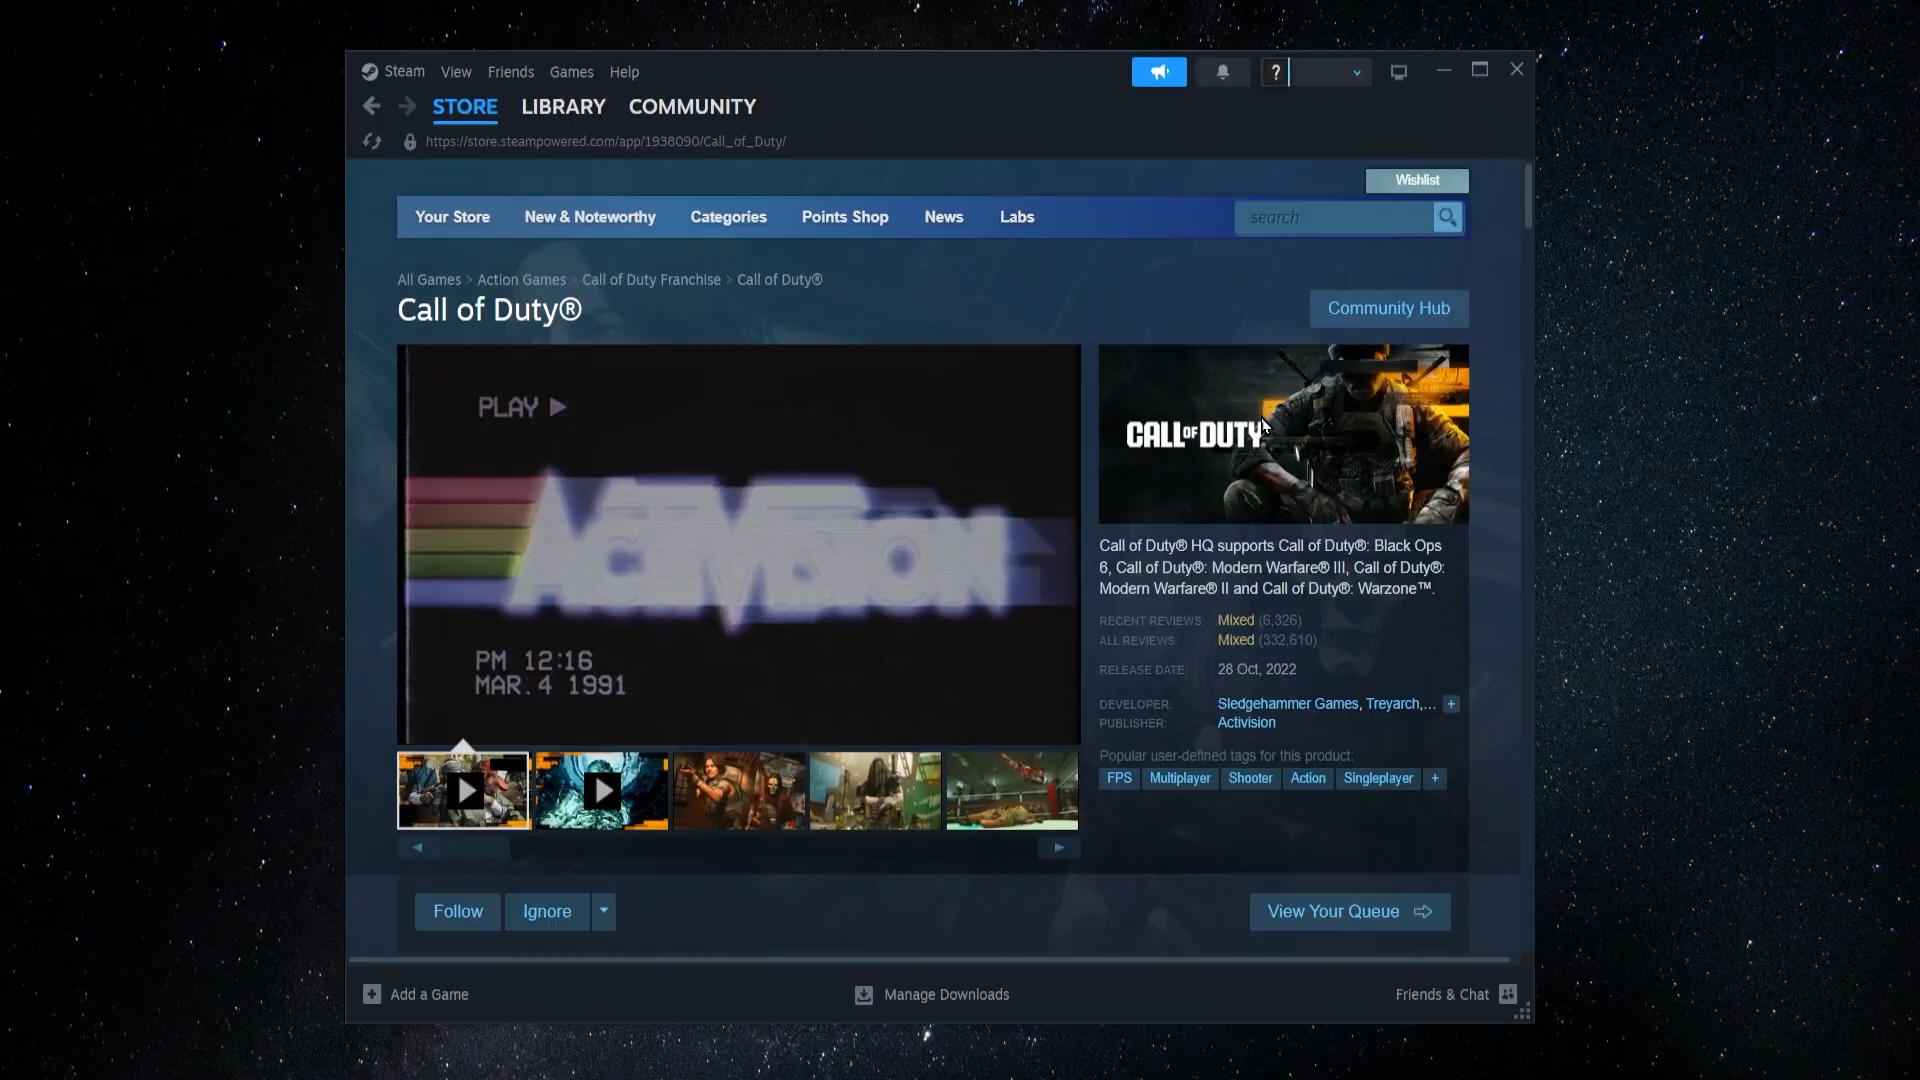 Steam View Friends Games Help
?
STORE LIBRARY COMMUNITY
https://store.steampowered.com/app/1938090/Call_of_Duty/
Wishlist
Your Store New & Noteworthy Categories Points Shop News Labs search
All Games > Action Games > Call of Duty Franchise > Call of Duty®
Call of Duty®
Community Hub
PLAY
ACTIVISION
PM 12:16
MAR. 4 1991
CALL OF DUTY
Call of Duty® HQ supports Call of Duty®: Black Ops
6, Call of Duty®: Modern Warfare® III, Call of Duty®:
Modern Warfare® II and Call of Duty®: Warzone™.
RECENT REVIEWS: Mixed (6,326)
ALL REVIEWS: Mixed (332,610)
RELEASE DATE: 28 Oct, 2022
DEVELOPER: Sledgehammer Games, Treyarch,... +
PUBLISHER: Activision
Popular user-defined tags for this product:
FPS Multiplayer Shooter Action Singleplayer +
Follow Ignore View Your Queue
Add a Game Manage Downloads Friends & Chat